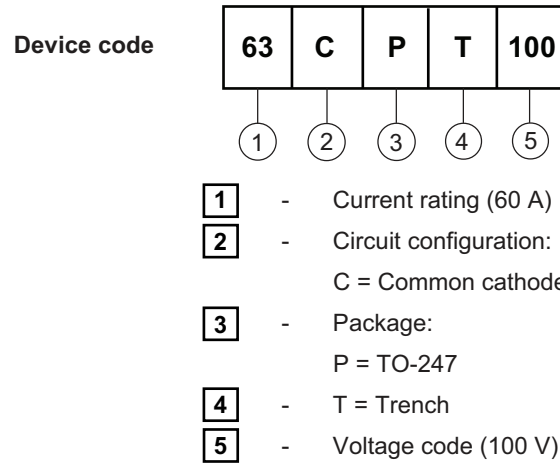 Device code 63 C P T 100
1 2 3 4 5
1 - Current rating (60 A)
2 - Circuit configuration:
C = Common cathode
3 - Package:
P = TO-247
4 - T = Trench
5 - Voltage code (100 V)